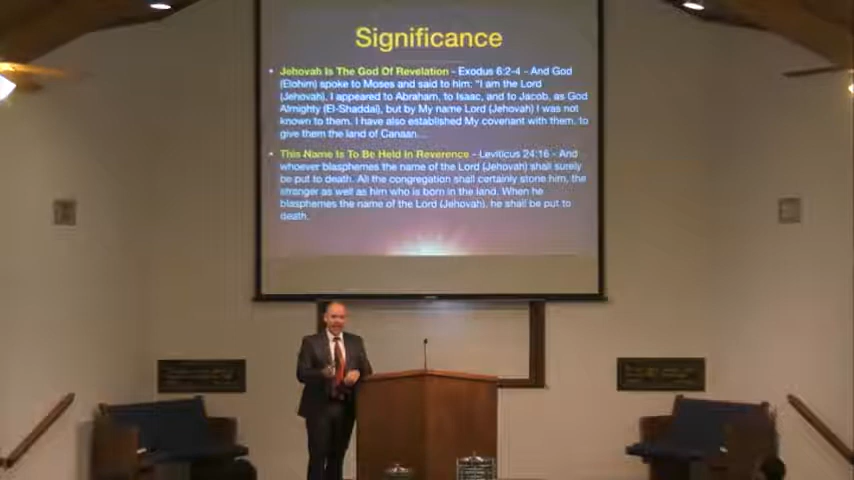 Significance
• Jehovah Is The God Of Revelation - Exodus 6:2-4 - And God
(Elohim) spoke to Moses and said to him: "I am the Lord
(Jehovah). I appeared to Abraham, to Isaac, and to Jacob, as God
Almighty (El-Shaddai), but by My name Lord (Jehovah) I was not
known to them. I have also established My covenant with them, to
give them the land of Canaan...
• This Name Is To Be Held In Reverence - Leviticus 24:16 - And
whoever blasphemes the name of the Lord (Jehovah) shall surely
be put to death. All the congregation shall certainly stone him, the
stranger as well as him who is born in the land. When he
blasphemes the name of the Lord (Jehovah), he shall be put to
death.